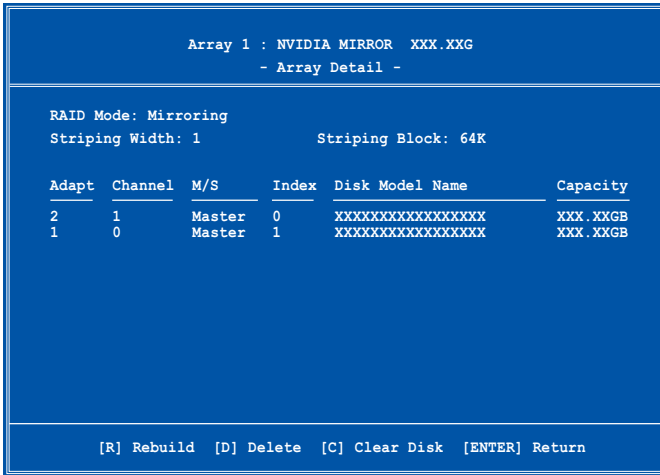 Array 1 : NVIDIA MIRROR XXX.XXG
- Array Detail -
RAID Mode: Mirroring
Striping Width: 1 Striping Block: 64K
Adapt Channel M/S Index Disk Model Name Capacity
2 1 Master 0 XXXXXXXXXXXXXXXXX XXX.XXGB
1 0 Master 1 XXXXXXXXXXXXXXXXX XXX.XXGB
[R] Rebuild [D] Delete [C] Clear Disk [ENTER] Return